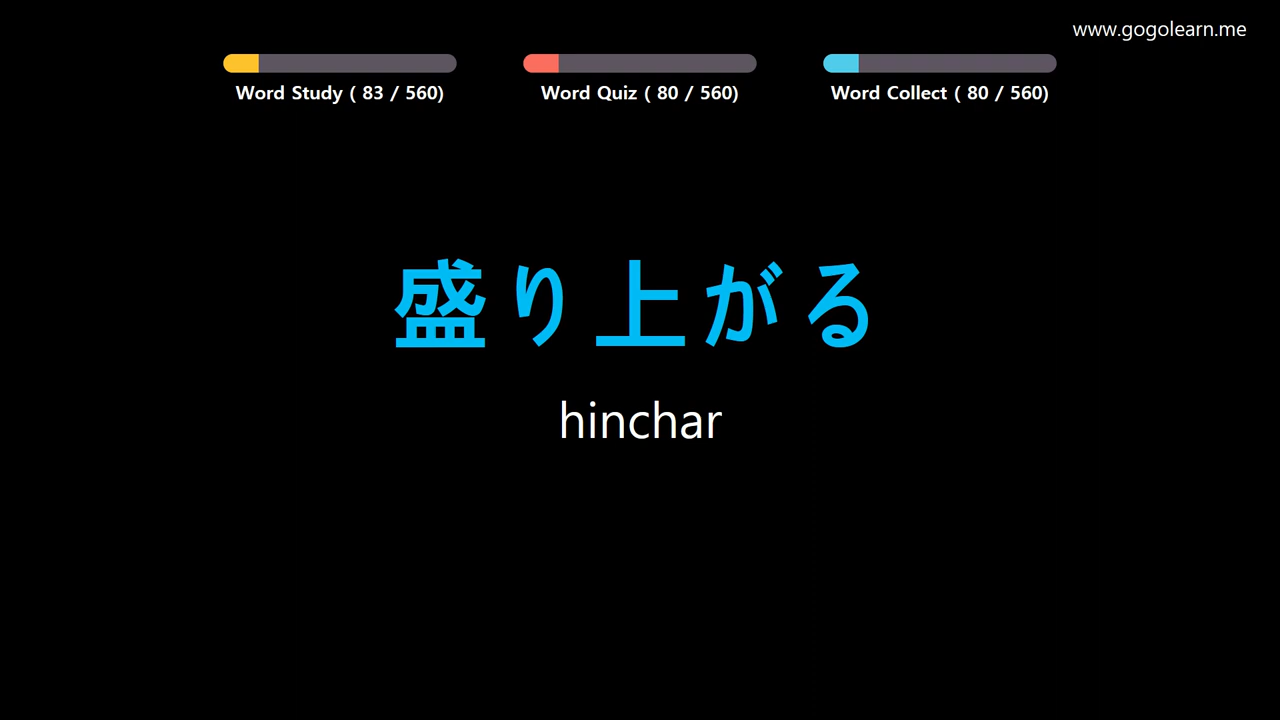 www.gogolearn.me
Word Study ( 83 / 560)
Word Quiz ( 80 / 560)
Word Collect ( 80 / 560)
盛り上がる
hinchar